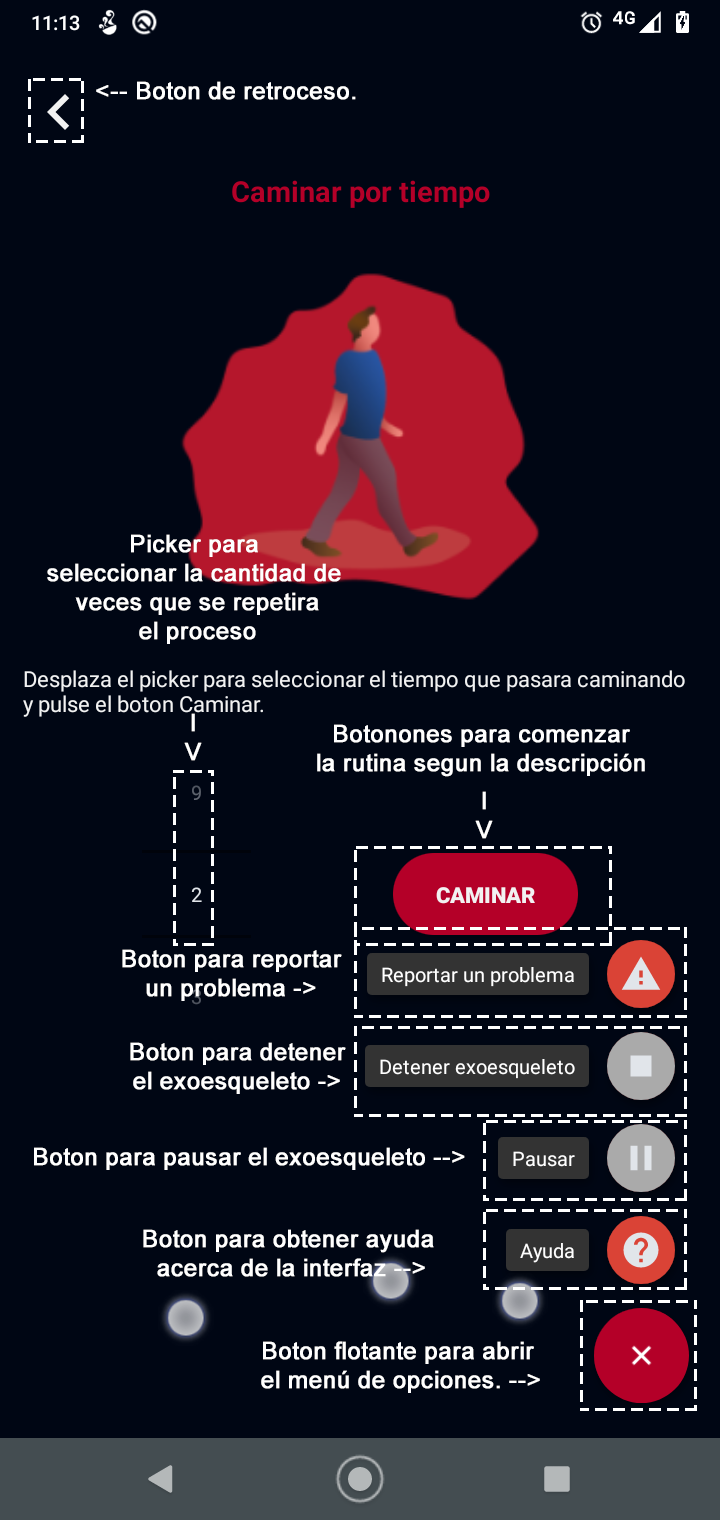 11:13
4G
<-- Boton de retroceso.
Caminar por tiempo
Picker para
seleccionar la cantidad de
veces que se repetira
el proceso
Desplaza el picker para seleccionar el tiempo que pasara caminando
y pulse el boton Caminar.
Botonones para comenzar
la rutina segun la descripción
9
2
3
CAMINAR
Boton para reportar
un problema ->
Reportar un problema
Boton para detener
el exoesqueleto ->
Detener exoesqueleto
Boton para pausar el exoesqueleto -->
Pausar
Boton para obtener ayuda
acerca de la interfaz -->
Ayuda
Boton flotante para abrir
el menú de opciones. -->